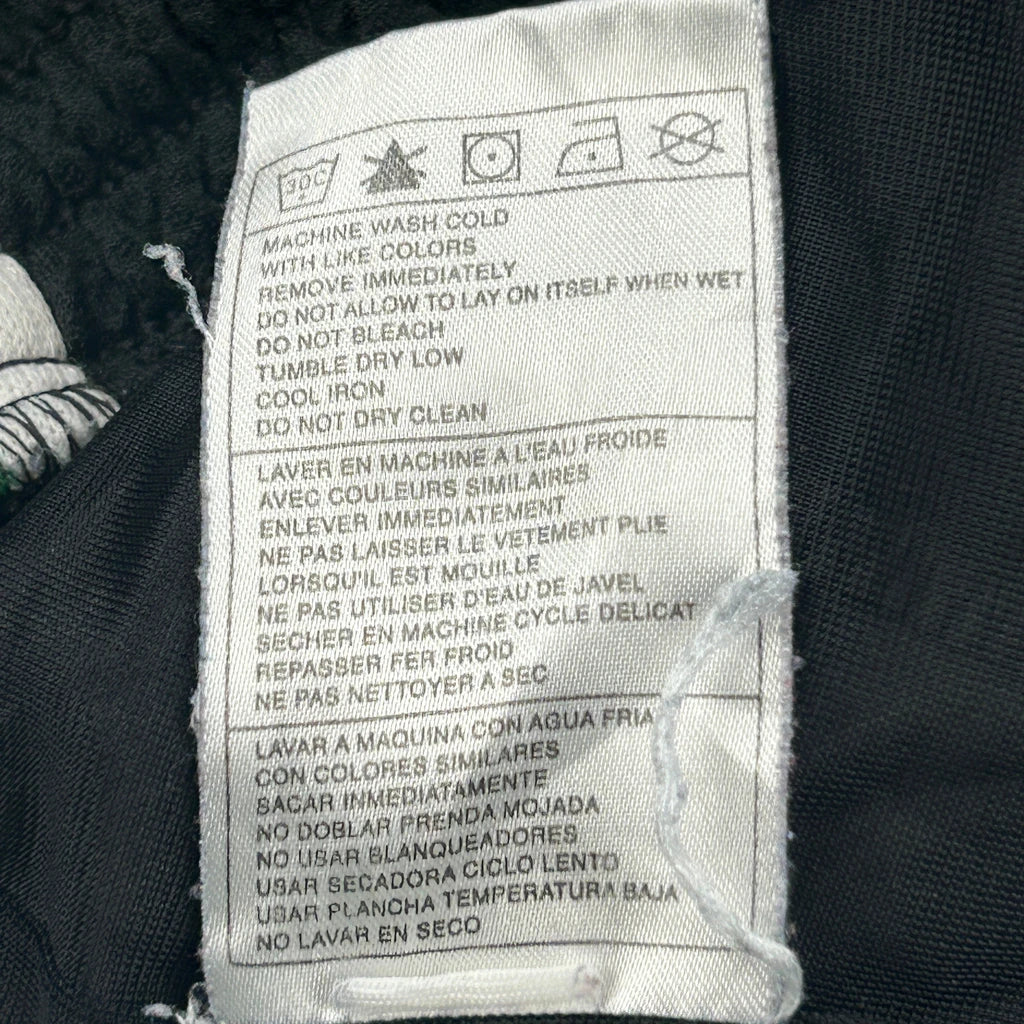 30C
MACHINE WASH COLD
WITH LIKE COLORS
REMOVE IMMEDIATELY
DO NOT ALLOW TO LAY ON ITSELF WHEN WET
DO NOT BLEACH
TUMBLE DRY LOW
COOL IRON
DO NOT DRY CLEAN
LAVER EN MACHINE A L'EAU FROIDE
AVEC COULEURS SIMILAIRES
ENLEVER IMMEDIATEMENT
NE PAS LAISSER LE VETEMENT PLIE
LORSQU'IL EST MOUILLE
NE PAS UTILISER D'EAU DE JAVEL
SECHER EN MACHINE CYCLE DELICAT
REPASSER FER FROID
NE PAS NETTOYER A SEC
LAVAR A MAQUINA CON AGUA FRIA
CON COLORES SIMILARES
SACAR INMEDIATAMENTE
NO DOBLAR PRENDA MOJADA
NO USAR BLANQUEADORES
USAR SECADORA CICLO LENTO
USAR PLANCHA TEMPERATURA BAJA
NO LAVAR EN SECO